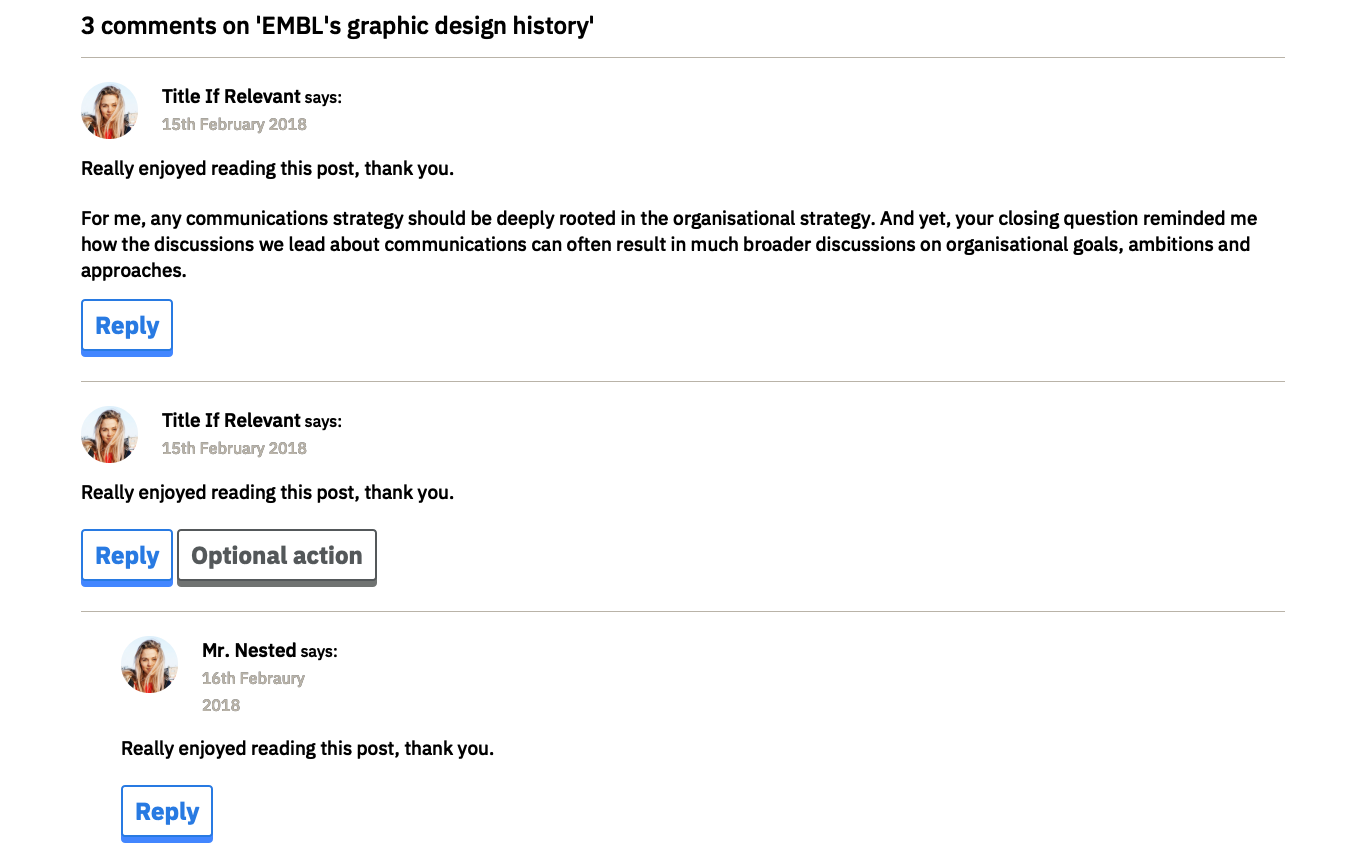 3 comments on 'EMBL's graphic design history'
Title If Relevant says:
15th February 2018
Really enjoyed reading this post, thank you.
For me, any communications strategy should be deeply rooted in the organisational strategy. And yet, your closing question reminded me
how the discussions we lead about communications can often result in much broader discussions on organisational goals, ambitions and
approaches.
Reply
Title If Relevant says:
15th February 2018
Really enjoyed reading this post, thank you.
Reply Optional action
Mr. Nested says:
16th Febraury
2018
Really enjoyed reading this post, thank you.
Reply